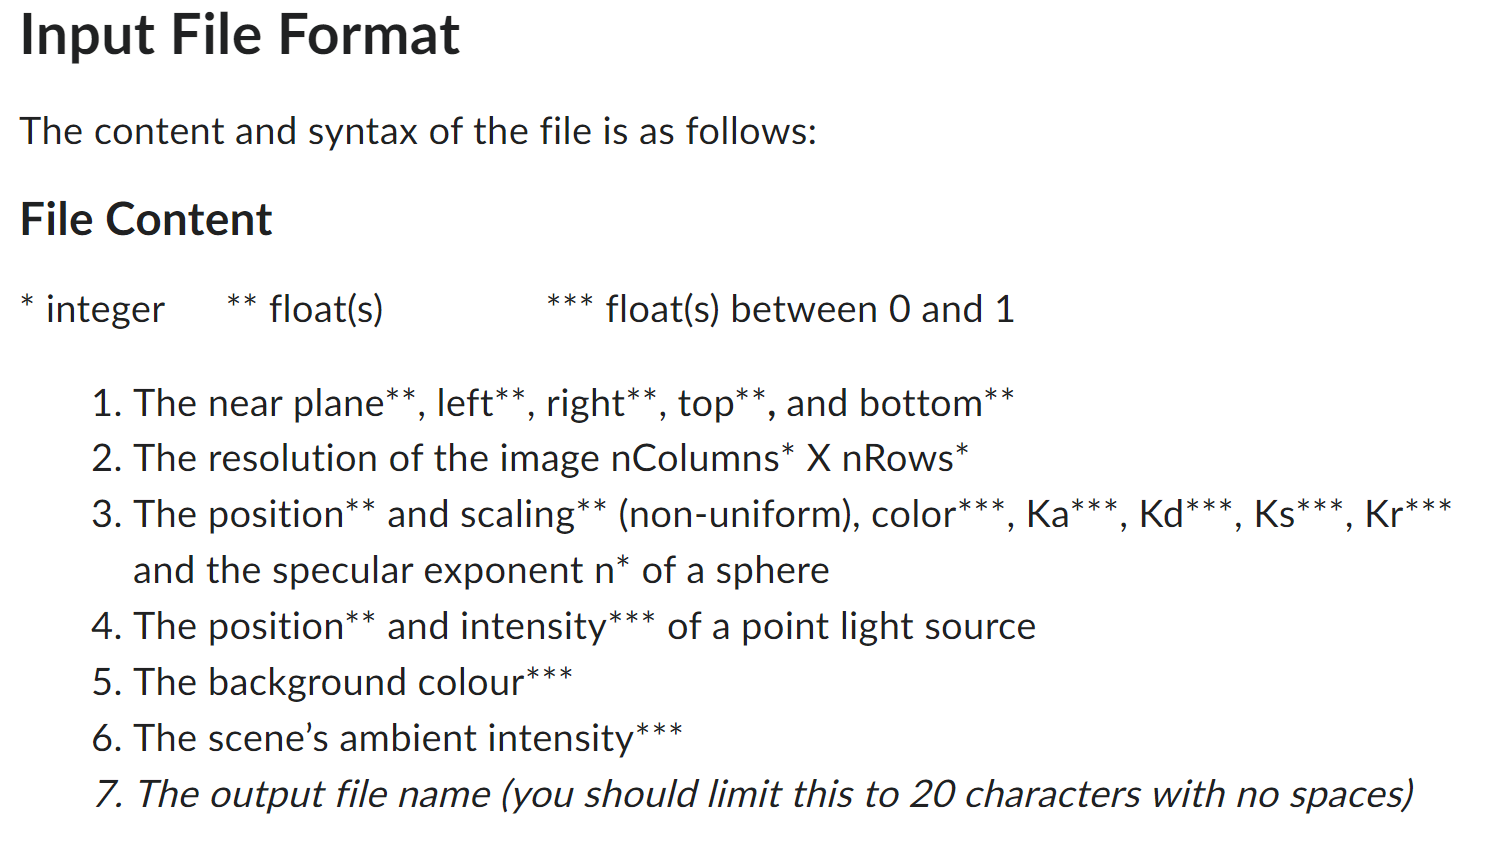 Input File Format
The content and syntax of the file is as follows:
File Content
* integer ** float(s) *** float(s) between 0 and 1
1. The near plane**, left**, right**, top**, and bottom**
2. The resolution of the image nColumns* X nRows*
3. The position** and scaling** (non-uniform), color***, Ka***, Kd***, Ks***, Kr***
and the specular exponent n* of a sphere
4. The position** and intensity*** of a point light source
5. The background colour***
6. The scene’s ambient intensity***
7. The output file name (you should limit this to 20 characters with no spaces)